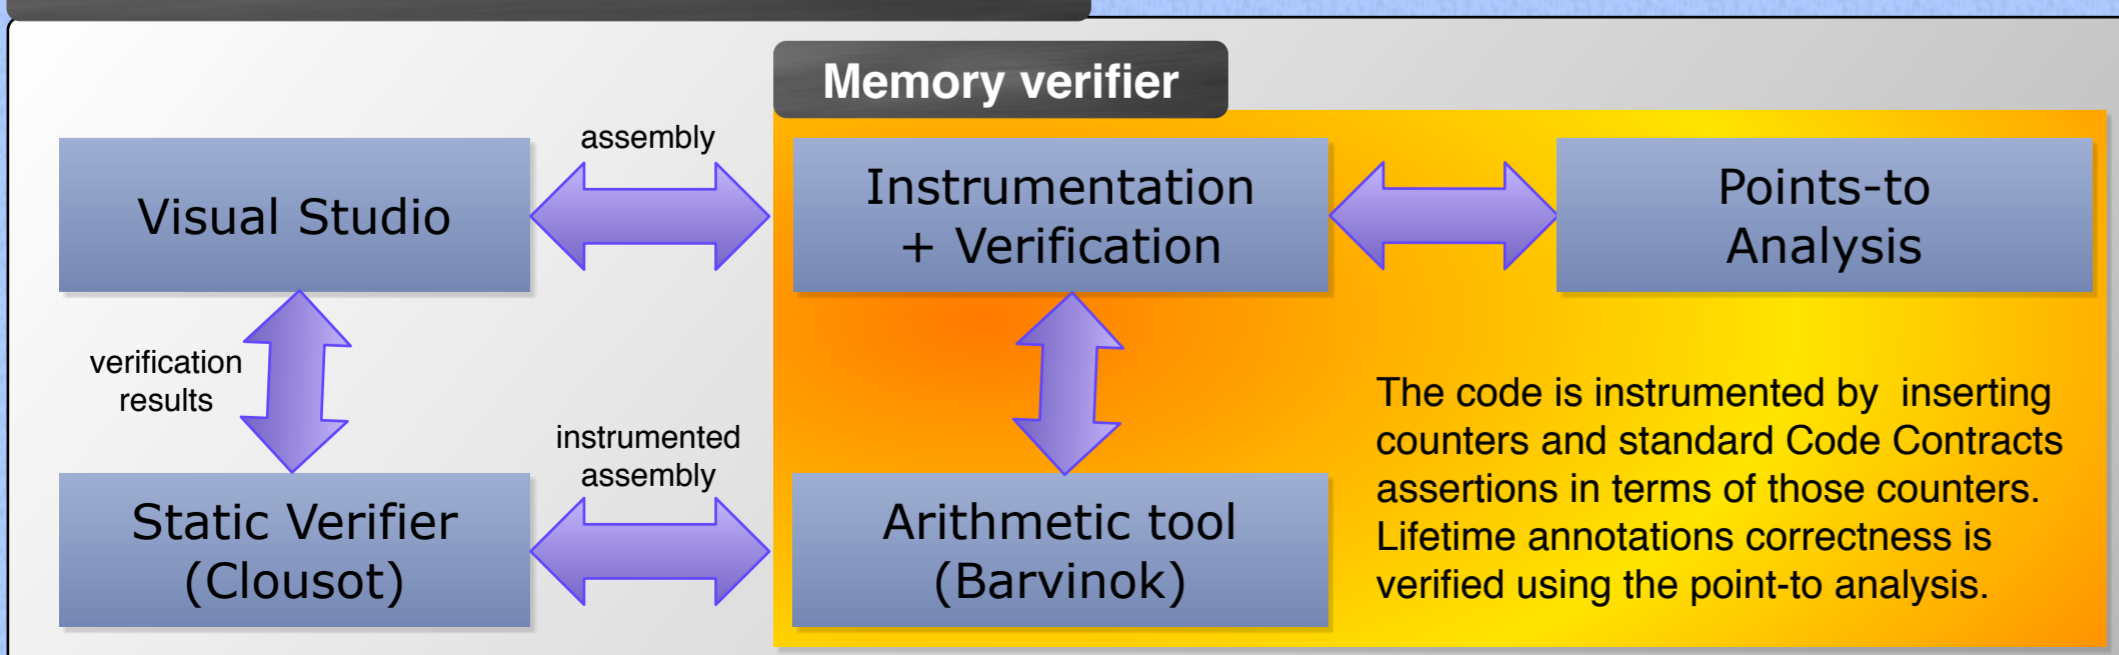 Memory verifier
assembly
Visual Studio
Instrumentation
+ Verification
Points-to
Analysis
verification
results
instrumented
assembly
Static Verifier
(Clousot)
Arithmetic tool
(Barvinok)
The code is instrumented by  inserting
counters and standard Code Contracts
assertions in terms of those counters.
Lifetime annotations correctness is
verified using the point-to analysis.